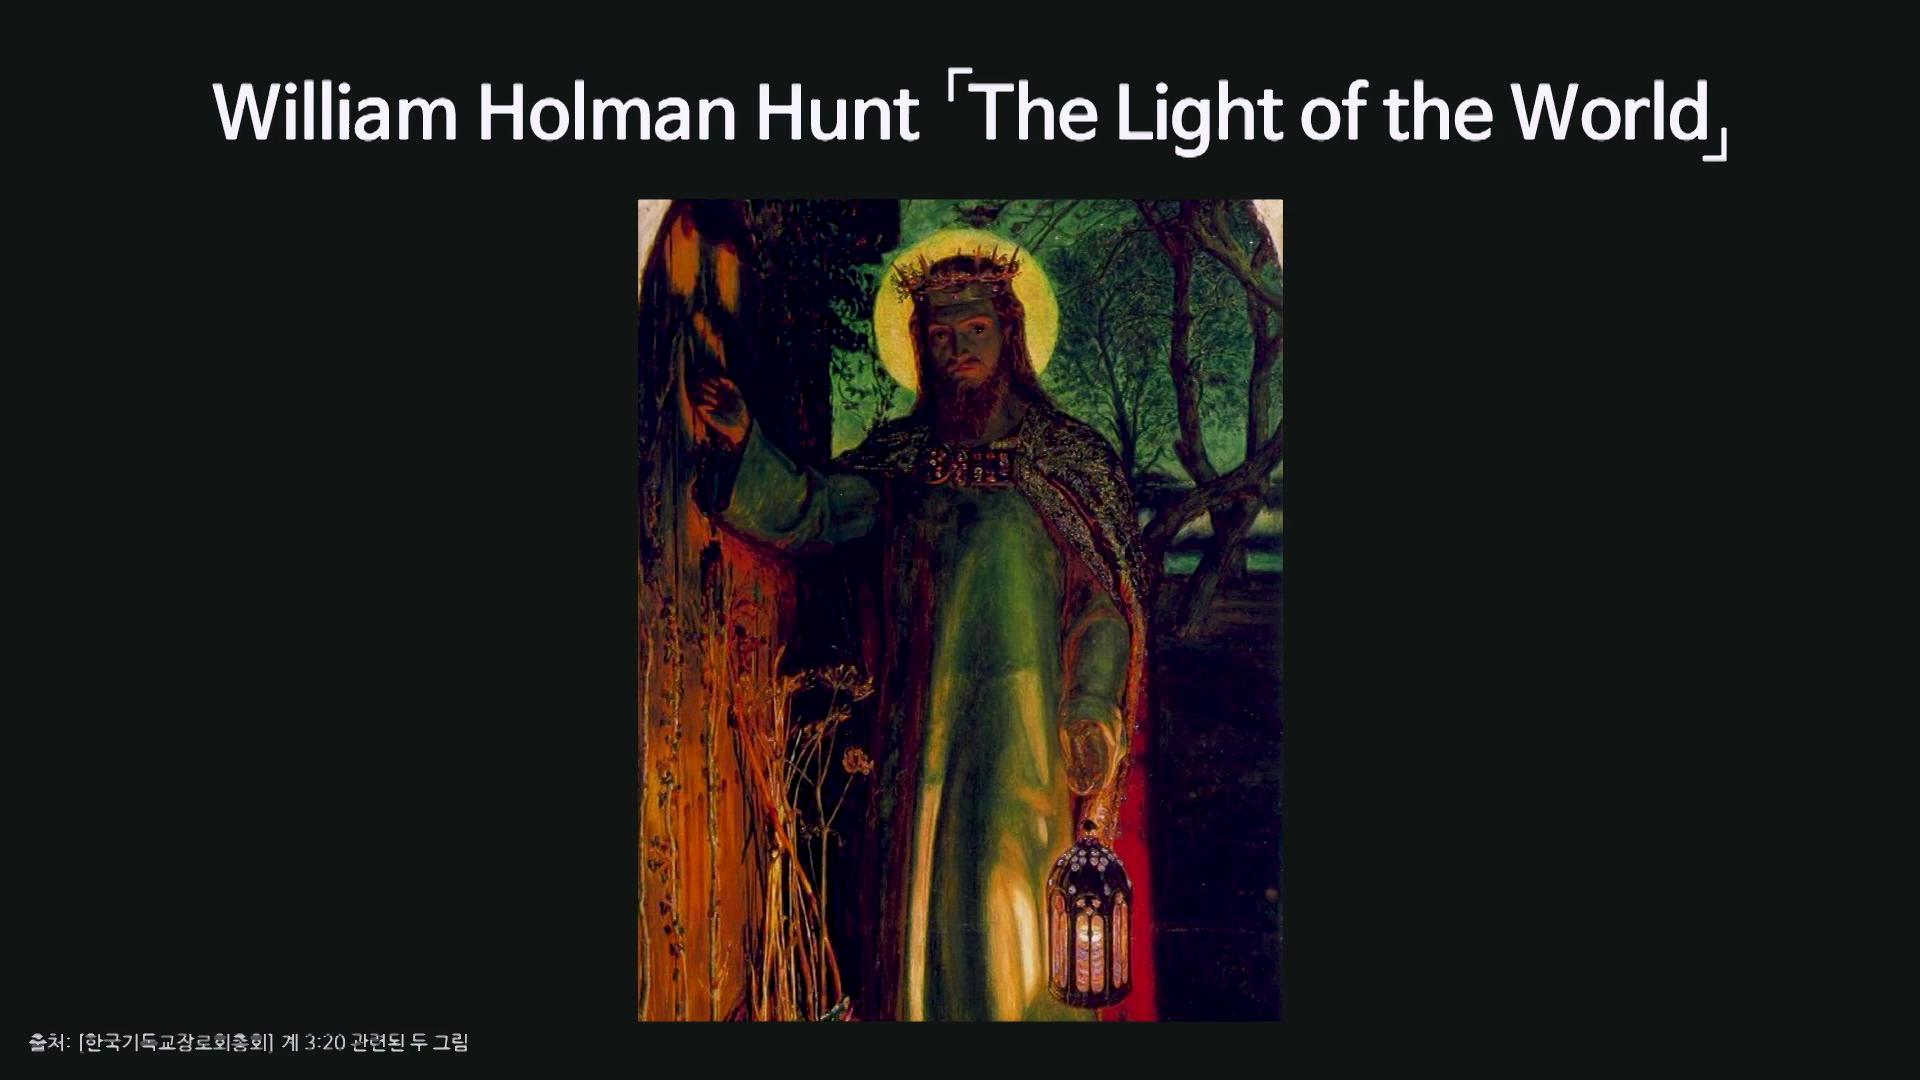 William Holman Hunt「The Light of the World」
출처: [한국기독교장로회총회] 계 3:20 관련된 두 그림